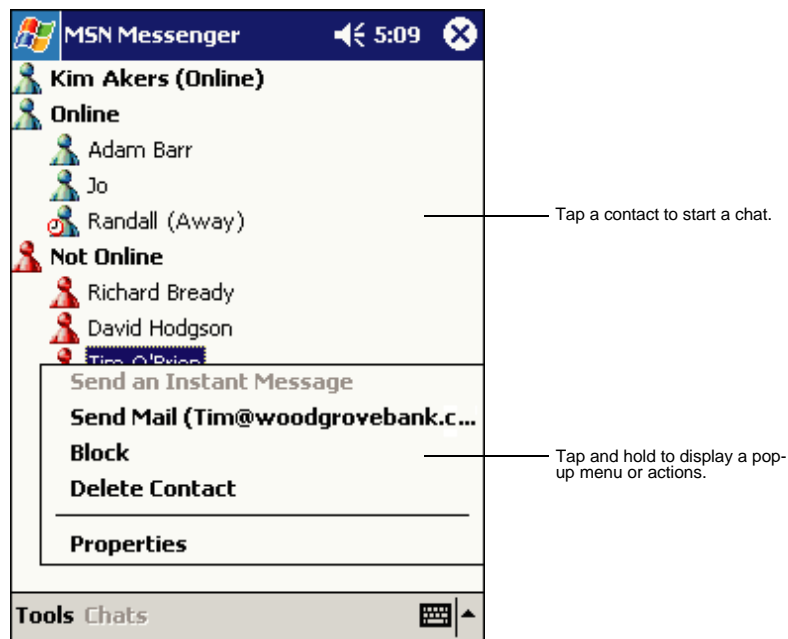 MSN Messenger 5:09
Kim Akers (Online)
Online
Adam Barr
Jo
Randall (Away)
Tap a contact to start a chat.
Not Online
Richard Bready
David Hodgson
Tim O'Brien
Send an Instant Message
Send Mail (Tim@woodgrovebank.c...
Block
Delete Contact
Properties
Tap and hold to display a pop-
up menu or actions.
Tools Chats